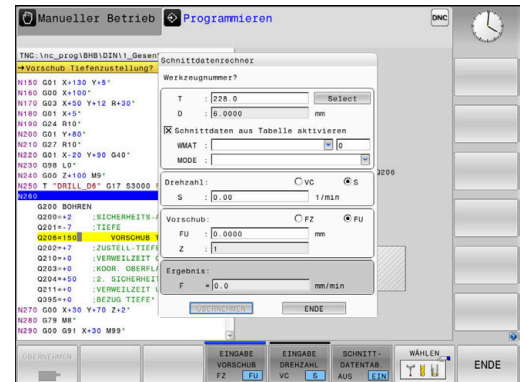 Manueller Betrieb
Programmieren
DNC
TNC:\nc_prog\BHB\DIN\1_Gesen
→Vorschub Tiefenzustellung?
N150 G01 X+130 Y+5*
N160 G00 X+100*
N170 G03 X+50 Y+12 R+30*
N180 G01 X+5*
N190 G24 R10*
N200 G01 Y+80*
N210 G27 R10*
N220 G01 X-20 Y+90 G40*
N230 G98 L0*
N240 G00 Z+100 M9*
N250 T "DRILL_D6" G17 S3000
N260
G200 BOHREN
Q200=+2 ;SICHERHEITS-A
Q201=-7 ;TIEFE
Q206=150 VORSCHUB T
Q202=+7 ;ZUSTELL-TIEFE
Q210=+0 ;VERWEILZEIT O
Q203=+0 ;KOOR. OBERFLA
Q204=+50 ;2. SICHERHEIT
Q211=+0 ;VERWEILZEIT U
Q395=+0 ;BEZUG TIEFE*
N270 G00 X+30 Y+70 Z+2*
N280 G79 M8*
N290 G00 G91 X+30 M99*
Schnittdatenrechner
Werkzeugnummer?
T : 228.0 Select
D : 6.0000 mm
Schnittdaten aus Tabelle aktivieren
WMAT : 0
MODE :
Drehzahl: VC S
S : 0.00 1/min
Vorschub: FZ FU
FU : 0.0000 mm
Z : 1
Ergebnis:
F = 0.0 mm/min
ÜBERNEHMEN ENDE
Q206
ÜBERNEHMEN
EINGABE VORSCHUB FZ FU
EINGABE DREHZAHL VC S
SCHNITT- DATENTAB. AUS EIN
WÄHLEN
ENDE